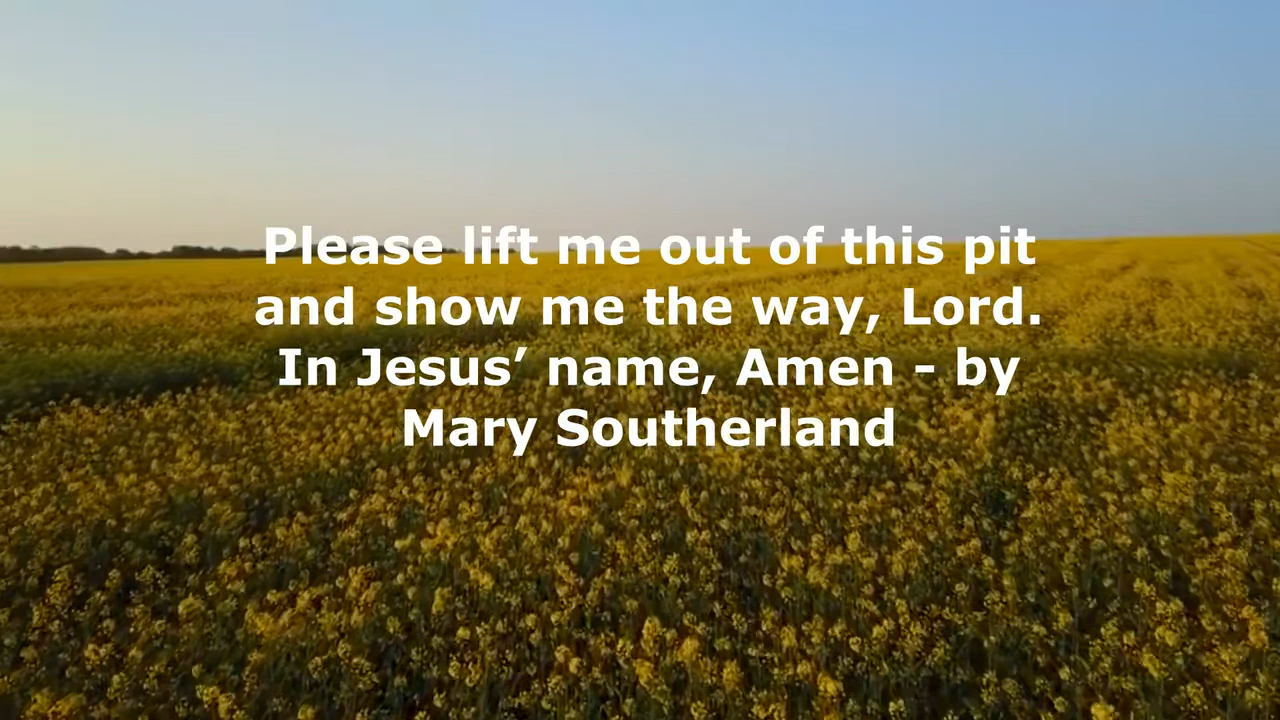 Please lift me out of this pit
and show me the way, Lord.
In Jesus’ name, Amen - by
Mary Southerland